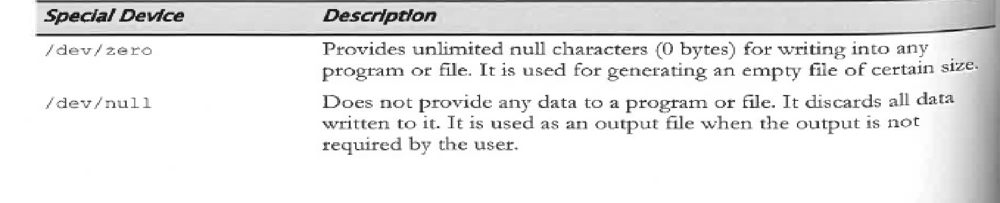 Special Device Description
/dev/zero Provides unlimited null characters (0 bytes) for writing into any
program or file. It is used for generating an empty file of certain size.
/dev/null Does not provide any data to a program or file. It discards all data
written to it. It is used as an output file when the output is not
required by the user.